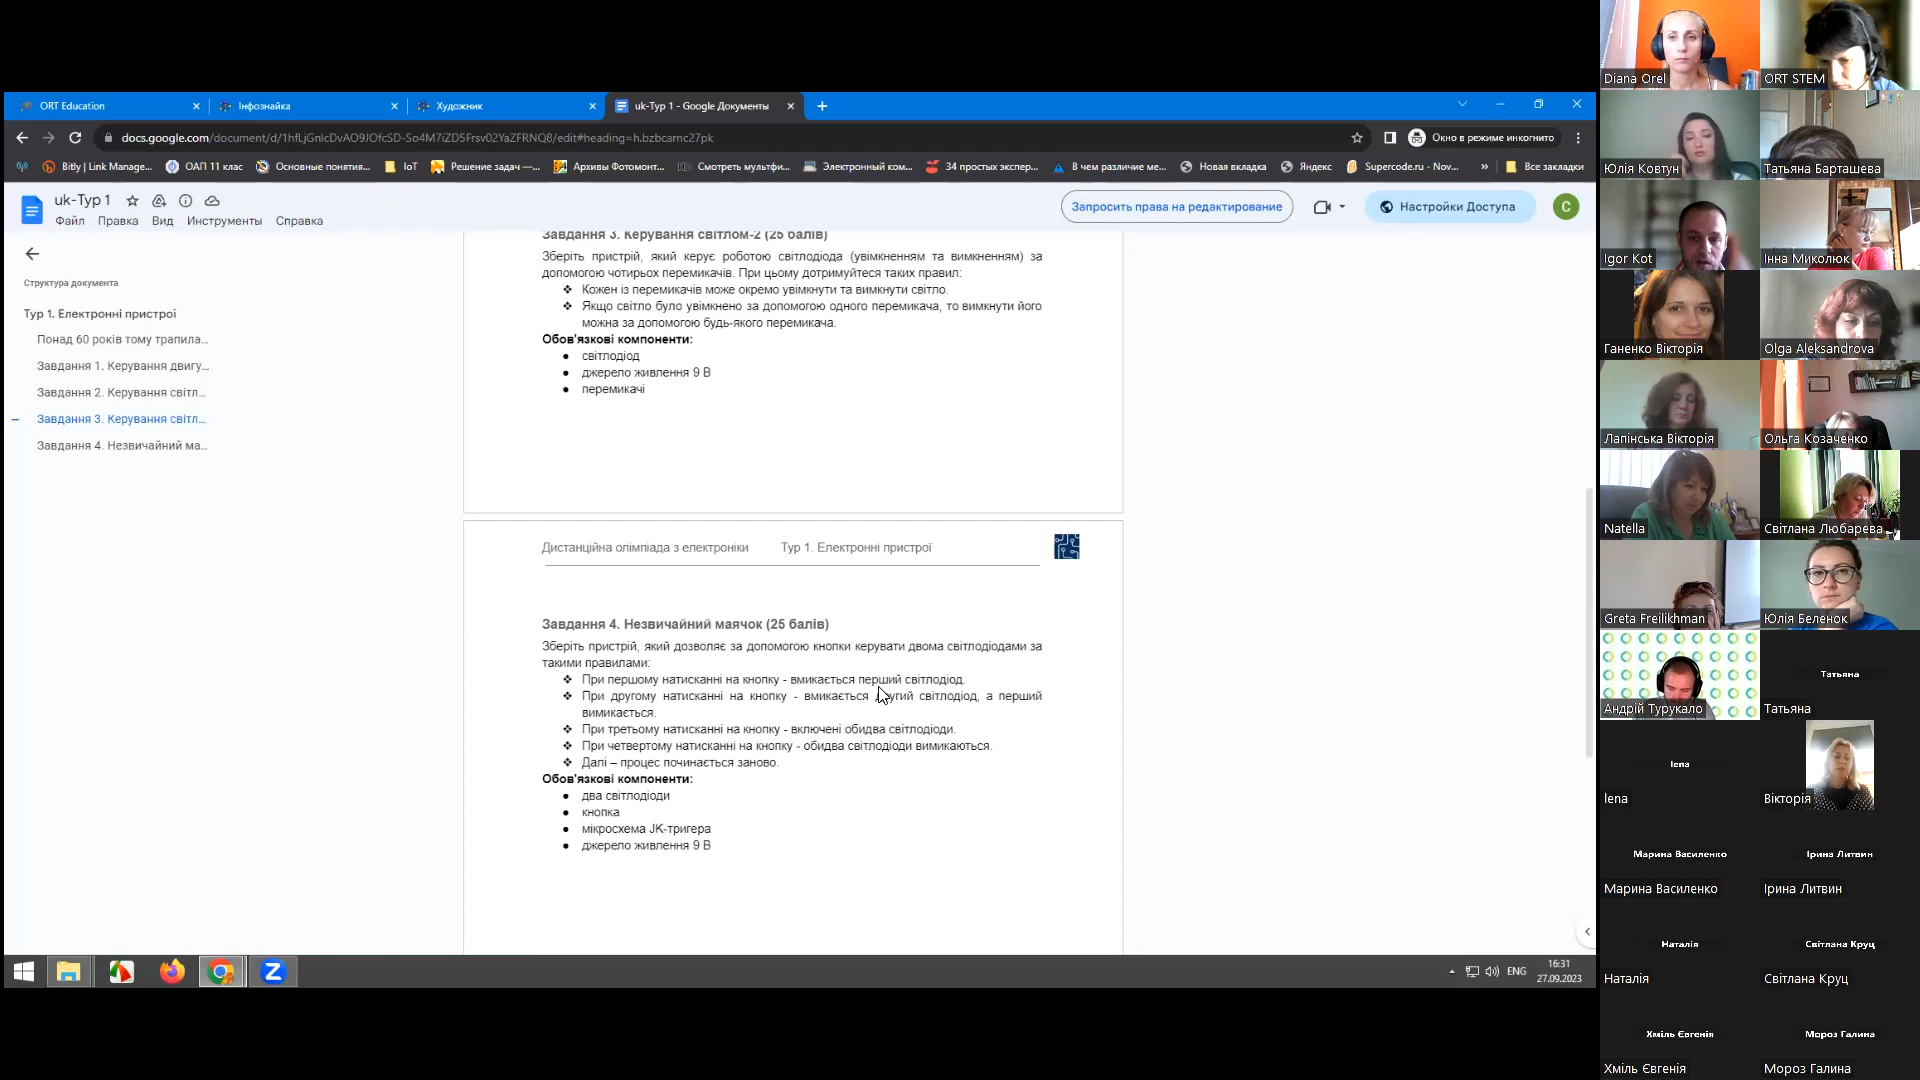 ORT Education
Інфознайка
Художник
uk-Тур 1 - Google Документы
docs.google.com/document/d/1hfLjGnlcDvAO9JOfcSD-So4M7iZD5Frsv02YaZFRNQ8/edit#heading=h.bzbcarnc27pk
Окно в режиме инкогнито
Bitly | Link Manage...
ОАП 11 клас
Основные понятия...
IoT
Решение задач —...
Архивы Фотомонт...
Смотреть мультфи...
Электронный ком...
34 простых экспер...
В чем различие ме...
Новая вкладка
Яндекс
Supercode.ru - Nov...
»
Все закладки
uk-Тур 1
Файл Правка Вид Инструменты Справка
Запросить права на редактирование
Настройки Доступа
C
Структура документа
Тур 1. Електронні пристрої
Понад 60 років тому трапила...
Завдання 1. Керування двигу...
Завдання 2. Керування світл...
Завдання 3. Керування світл...
Завдання 4. Незвичайний ма...
Завдання 3. Керування світлом-2 (25 балів)
Зберіть пристрій, який керує роботою світлодіода (увімкненням та вимкненням) за
допомогою чотирьох перемикачів. При цьому дотримуйтеся таких правил:
❖ Кожен із перемикачів може окремо увімкнути та вимкнути світло.
❖ Якщо світло було увімкнено за допомогою одного перемикача, то вимкнути його
можна за допомогою будь-якого перемикача.
Обов'язкові компоненти:
● світлодіод
● джерело живлення 9 В
● перемикачі
Дистанційна олімпіада з електроніки Тур 1. Електронні пристрої
Завдання 4. Незвичайний маячок (25 балів)
Зберіть пристрій, який дозволяє за допомогою кнопки керувати двома світлодіодами за
такими правилами:
❖ При першому натисканні на кнопку - вмикається перший світлодіод.
❖ При другому натисканні на кнопку - вмикається другий світлодіод, а перший
вимикається.
❖ При третьому натисканні на кнопку - включені обидва світлодіоди.
❖ При четвертому натисканні на кнопку - обидва світлодіоди вимикаються.
❖ Далі – процес починається заново.
Обов'язкові компоненти:
● два світлодіоди
● кнопка
● мікросхема JK-тригера
● джерело живлення 9 В
Z
ENG
16:31
27.09.2023
Diana Orel
ORT STEM
Юлія Ковтун
Татьяна Барташева
Igor Kot
Інна Миколюк
Ганенко Вікторія
Olga Aleksandrova
Лапінська Вікторія
Ольга Козаченко
Natella
Світлана Любарева
Greta Freilikhman
Юлія Беленок
Андрій Турукало
Татьяна
Татьяна
lena
lena
Вікторія
Марина Василенко
Марина Василенко
Ірина Литвин
Ірина Литвин
Наталія
Наталія
Світлана Круц
Світлана Круц
Хміль Євгенія
Хміль Євгенія
Мороз Галина
Мороз Галина